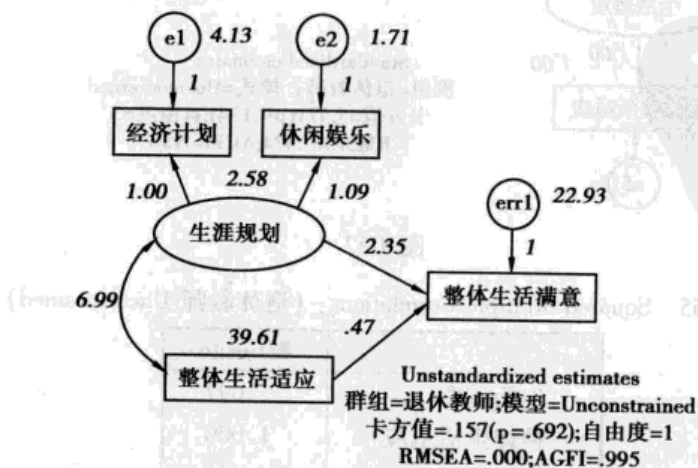 e1 4.13 e2 1.71
1 1
经济计划 休闲娱乐
1.00 2.58 1.09
err1 22.93
生涯规划
2.35 1
6.99 整体生活满意
39.61 .47
整体生活适应
Unstandardized estimates
群组=退休教师;模型=Unconstrained
卡方值=.157(p=.692);自由度=1
RMSEA=.000;AGFI=.995